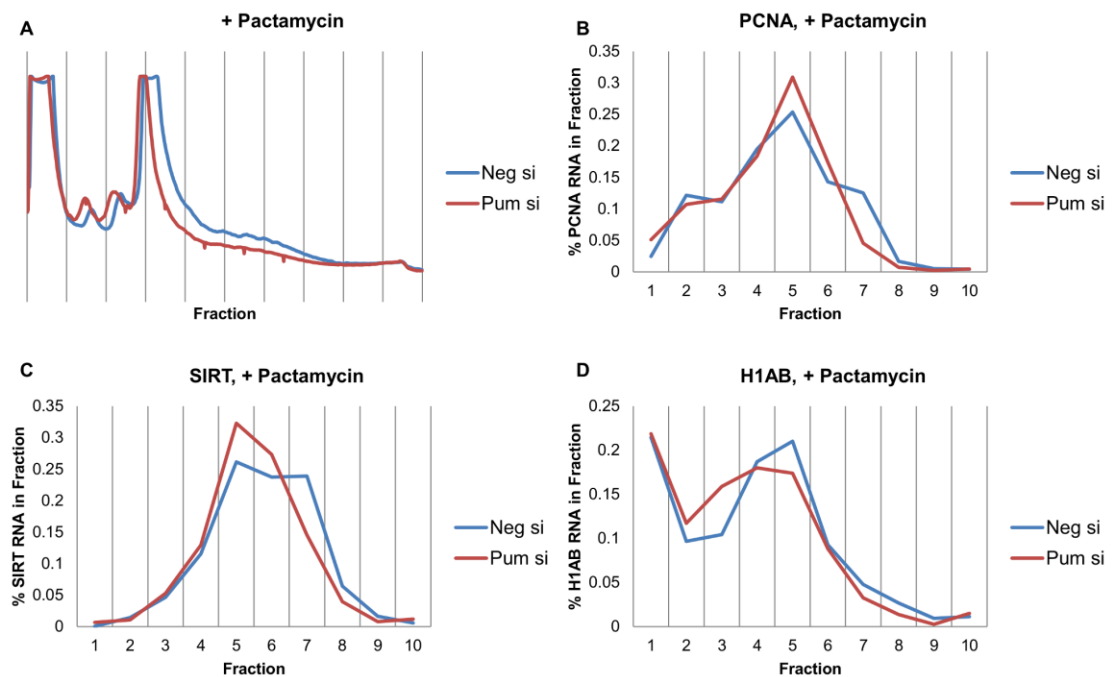 A
+ Pactamycin
Neg si
Pum si
Fraction
B
PCNA, + Pactamycin
% PCNA RNA in Fraction
0.35
0.3
0.25
0.2
0.15
0.1
0.05
0
1 2 3 4 5 6 7 8 9 10
Fraction
Neg si
Pum si
C
SIRT, + Pactamycin
% SIRT RNA in Fraction
0.35
0.3
0.25
0.2
0.15
0.1
0.05
0
1 2 3 4 5 6 7 8 9 10
Fraction
Neg si
Pum si
D
H1AB, + Pactamycin
% H1AB RNA in Fraction
0.25
0.2
0.15
0.1
0.05
0
1 2 3 4 5 6 7 8 9 10
Fraction
Neg si
Pum si